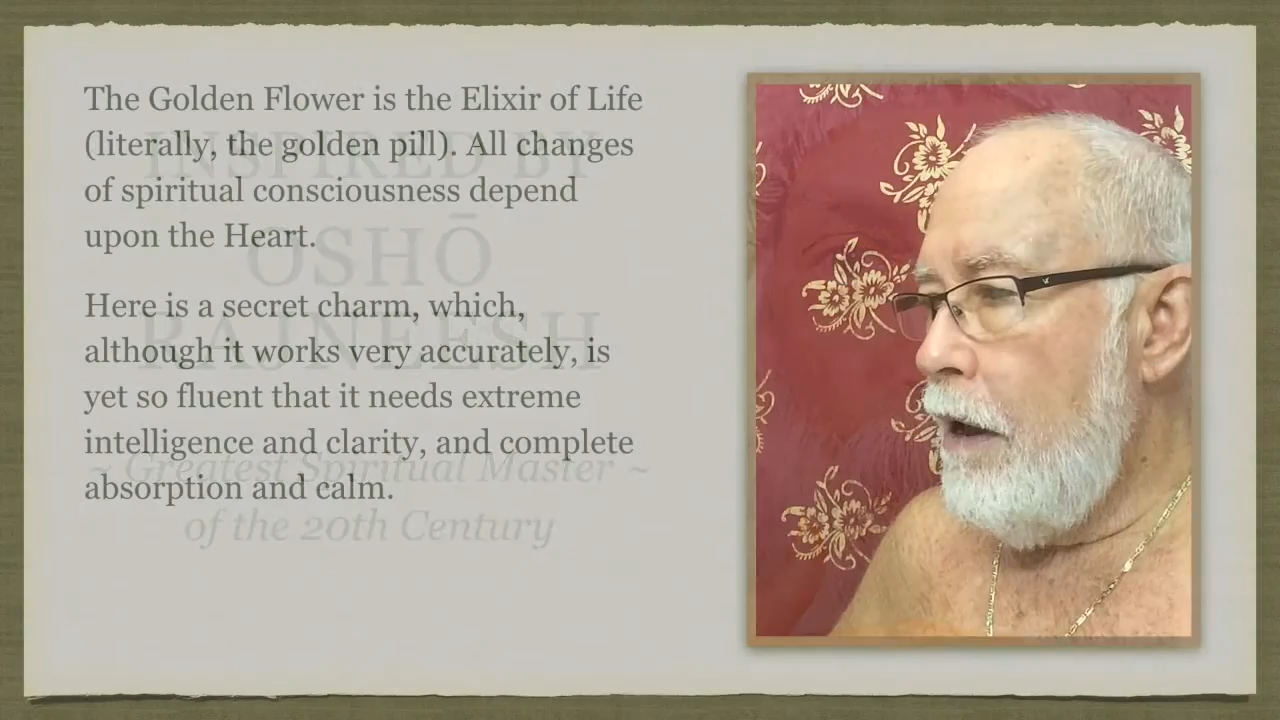 The Golden Flower is the Elixir of Life
(literally, the golden pill). All changes
of spiritual consciousness depend
upon the Heart.
Here is a secret charm, which,
although it works very accurately, is
yet so fluent that it needs extreme
intelligence and clarity, and complete
absorption and calm.
INSPIRED BY
OSHŌ
RAJNEESH
~ Greatest Spiritual Master ~
of the 20th Century